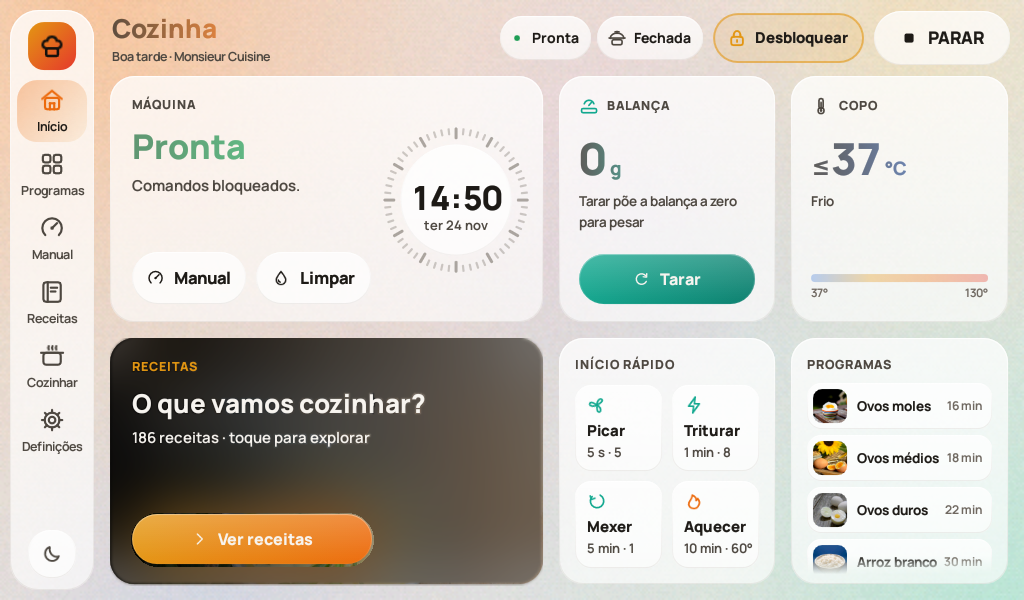 Cozinha
Boa tarde · Monsieur Cuisine
Pronta
Fechada
Desbloquear
PARAR
Início
Programas
Manual
Receitas
Cozinhar
Definições
MÁQUINA
Pronta
Comandos bloqueados.
14:50
ter 24 nov
Manual
Limpar
BALANÇA
0 g
Tarar põe a balança a zero
para pesar
Tarar
COPO
≤37 °C
Frio
37°
130°
RECEITAS
O que vamos cozinhar?
186 receitas · toque para explorar
Ver receitas
INÍCIO RÁPIDO
Picar
5 s · 5
Triturar
1 min · 8
Mexer
5 min · 1
Aquecer
10 min · 60°
PROGRAMAS
Ovos moles 16 min
Ovos médios 18 min
Ovos duros 22 min
Arroz branco 30 min